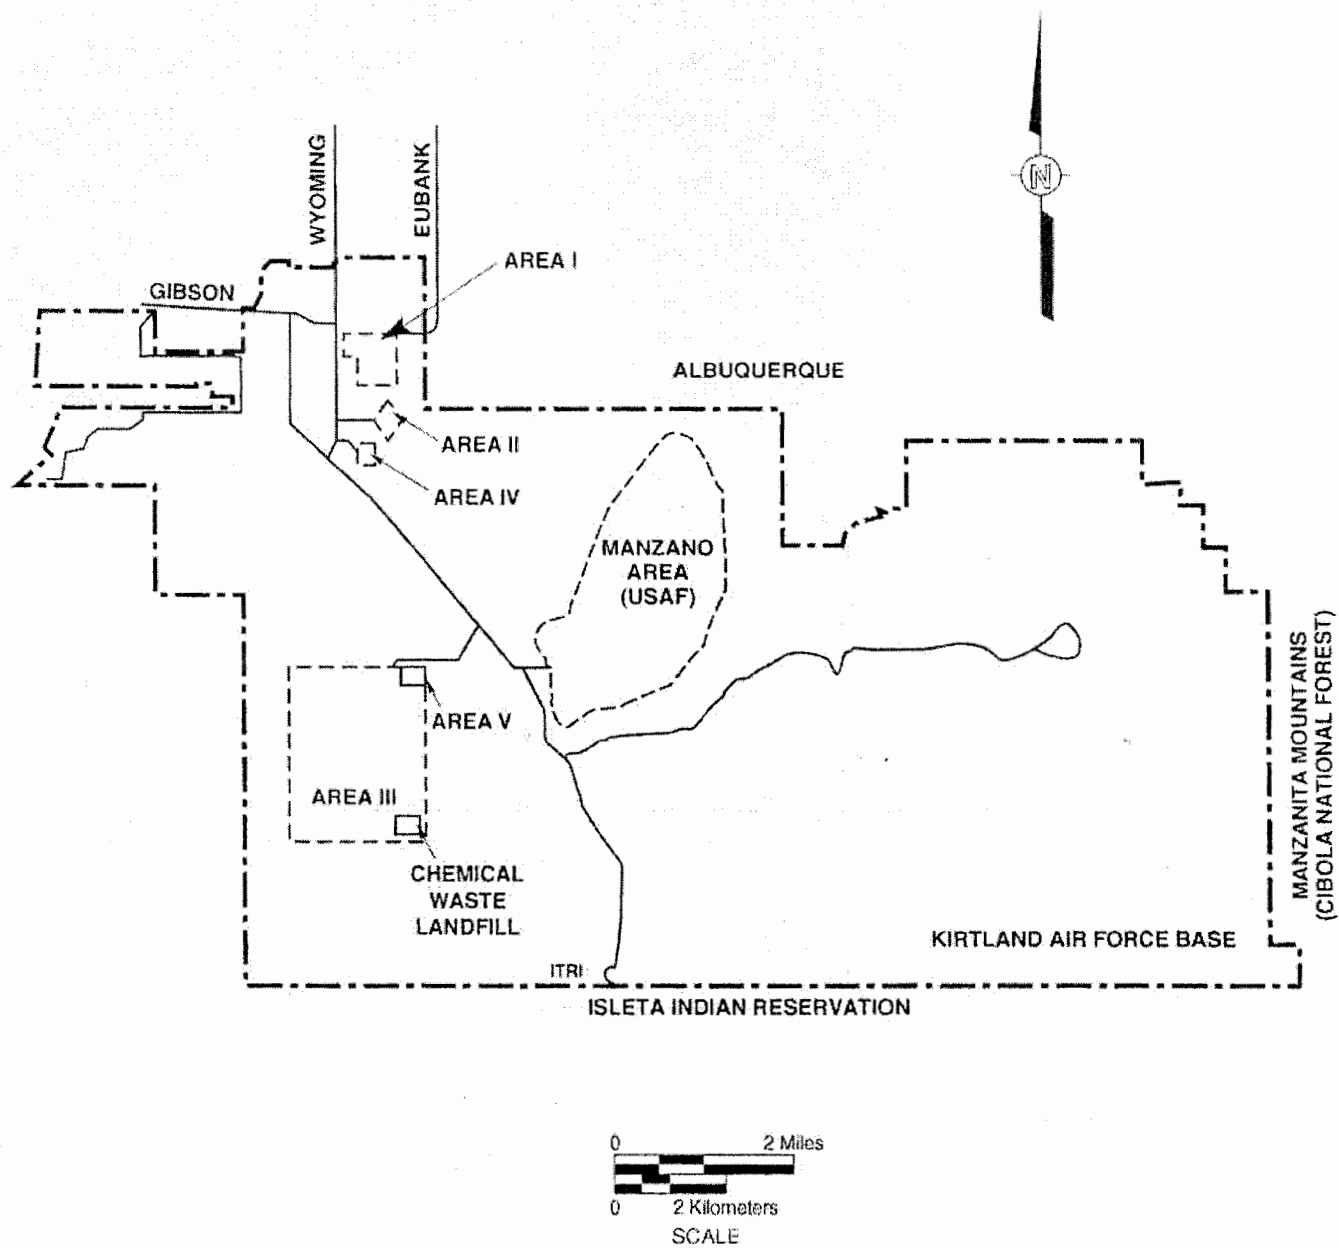 N
WYOMING
EUBANK
AREA I
GIBSON
ALBUQUERQUE
AREA II
AREA IV
MANZANO
AREA
(USAF)
MANZANITA MOUNTAINS
(CIBOLA NATIONAL FOREST)
AREA V
AREA III
CHEMICAL
WASTE
LANDFILL
KIRTLAND AIR FORCE BASE
ITRI
ISLETA INDIAN RESERVATION
0 2 Miles
0 2 Kilometers
SCALE